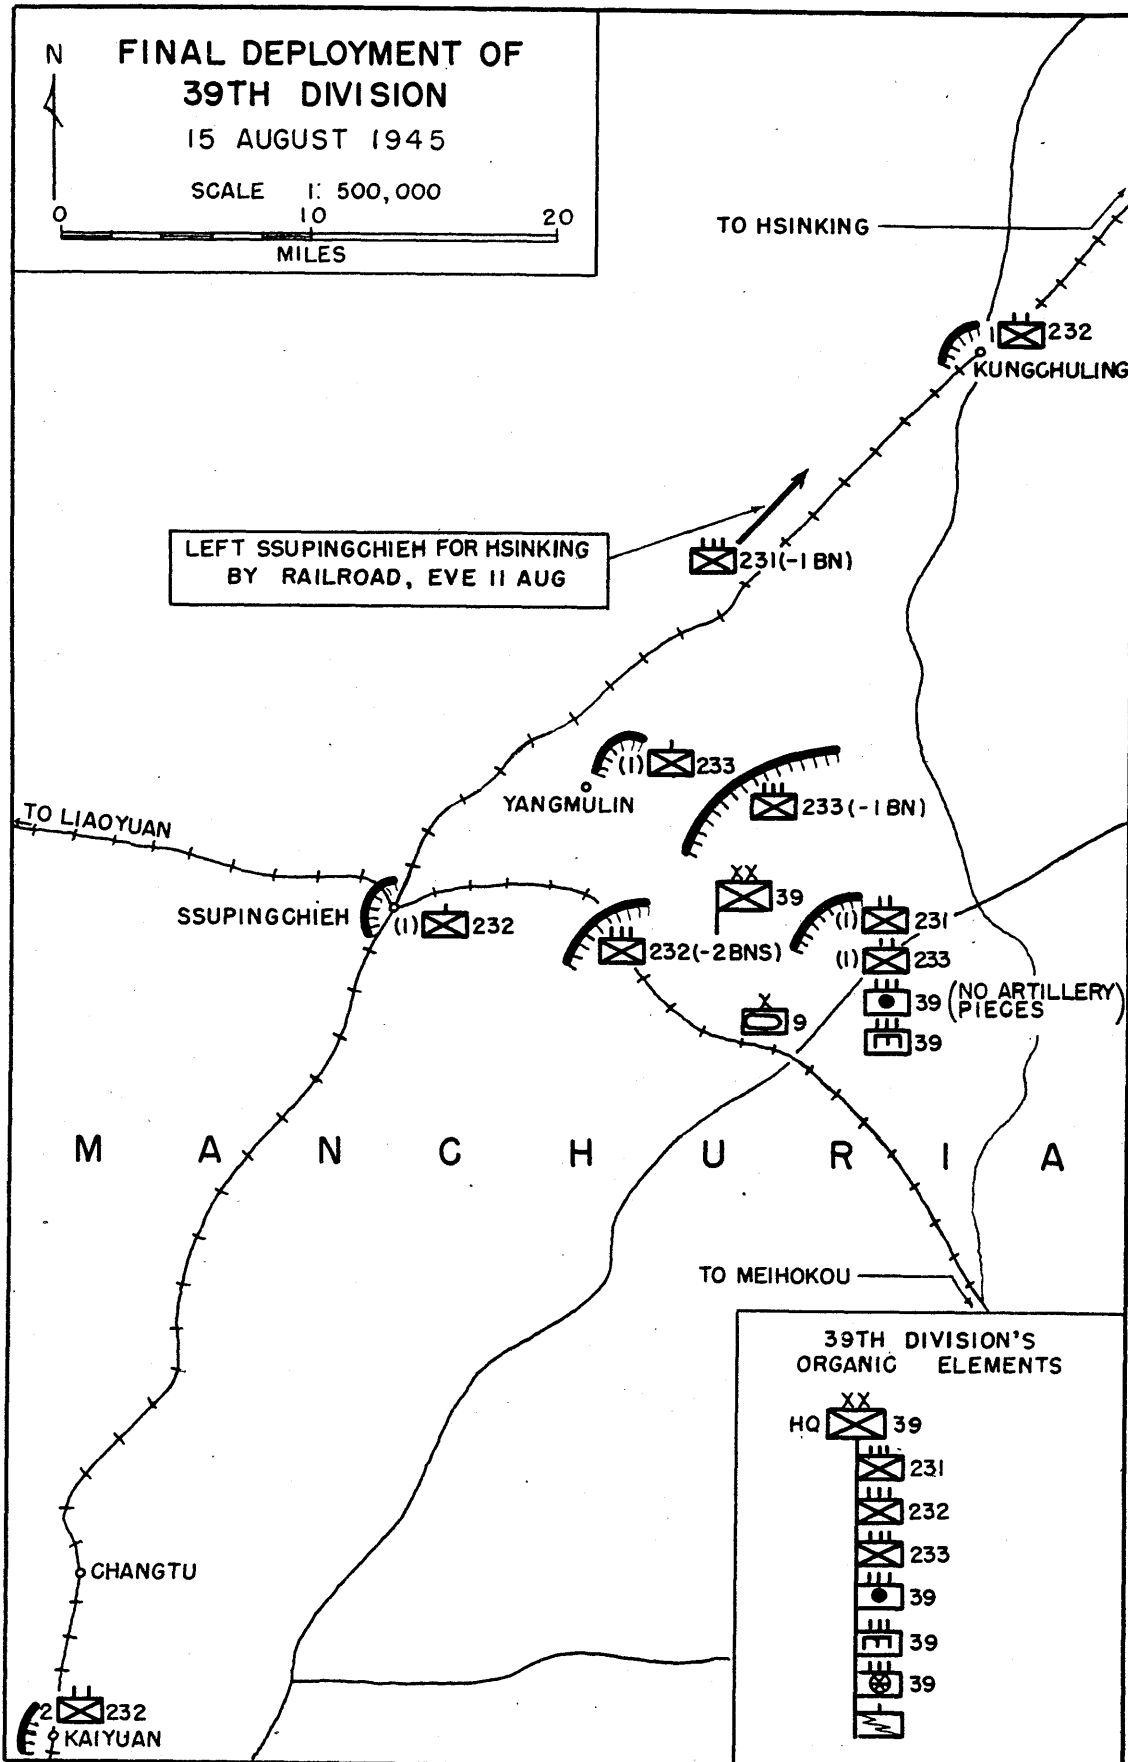 N
FINAL DEPLOYMENT OF
39TH DIVISION
15 AUGUST 1945
SCALE 1: 500,000
0 10 20
MILES
TO HSINKING
1 232
KUNGCHULING
LEFT SSUPINGCHIEH FOR HSINKING
BY RAILROAD, EVE 11 AUG
231(-1 BN)
(1) 233
YANGMULIN
233(-1 BN)
TO LIAOYUAN
XX
39
SSUPINGCHIEH
(1) 232
232(-2BNS)
(1) 231
(1) 233
39 (NO ARTILLERY)
PIECES
39
X
9
M A N C H U R I A
TO MEIHOKOU
39TH DIVISION'S
ORGANIC ELEMENTS
XX
HQ 39
231
232
233
39
39
39
CHANGTU
2 232
KAIYUAN